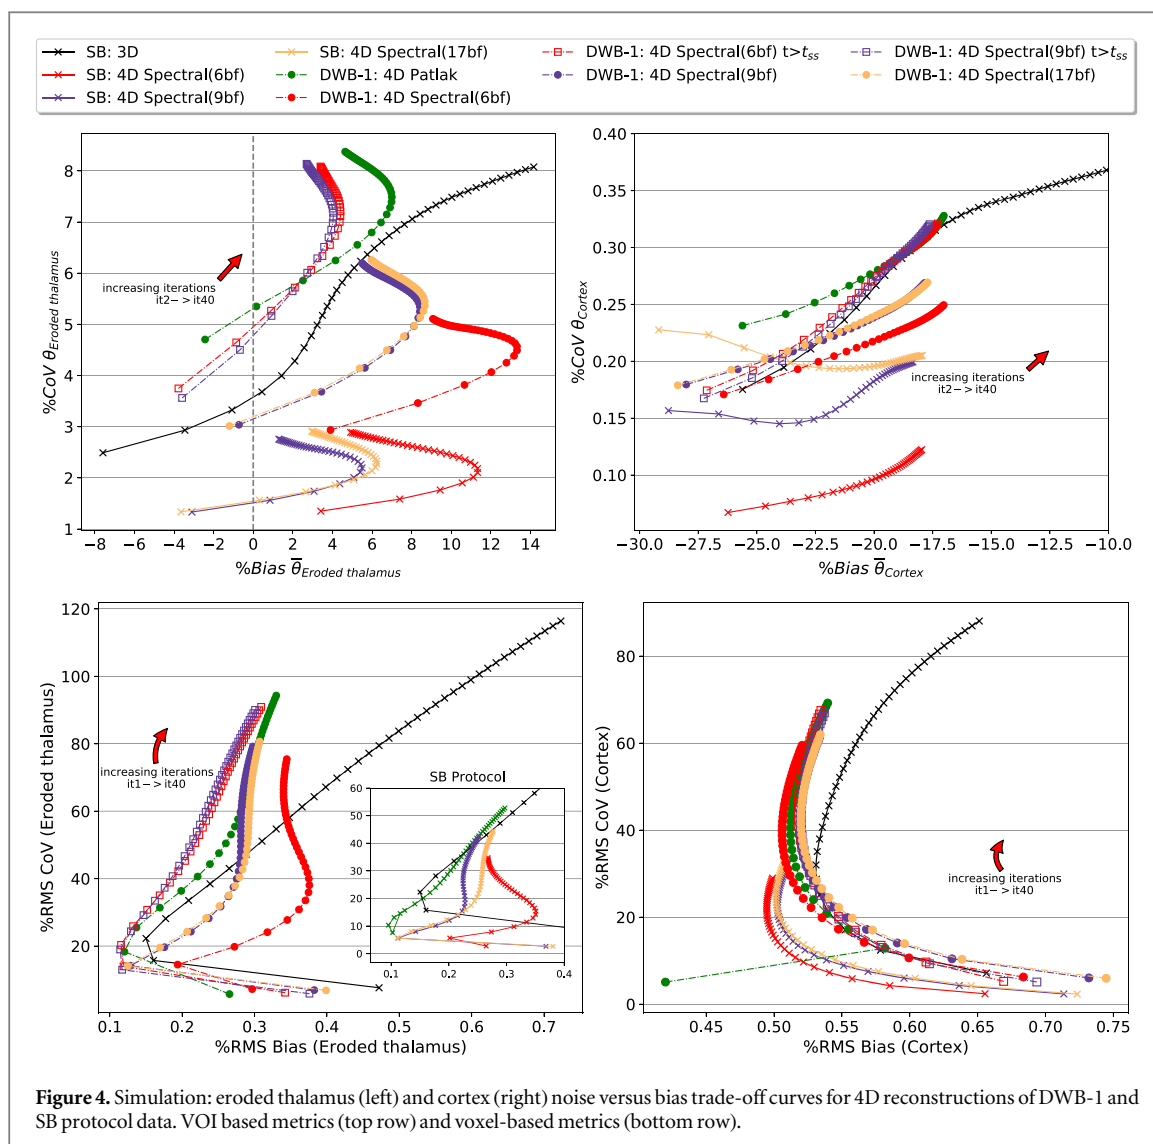 SB: 3D
SB: 4D Spectral(6bf)
SB: 4D Spectral(9bf)
SB: 4D Spectral(17bf)
DWB-1: 4D Patlak
DWB-1: 4D Spectral(6bf)
DWB-1: 4D Spectral(6bf) t>tss
DWB-1: 4D Spectral(9bf)
DWB-1: 4D Spectral(9bf) t>tss
DWB-1: 4D Spectral(17bf)
%CoV θEroded thalamus
8
7
6
5
4
3
2
1
increasing iterations
it2−> it40
−8 −6 −4 −2 0 2 4 6 8 10 12 14
%Bias θ̅Eroded thalamus
%CoV θCortex
0.40
0.35
0.30
0.25
0.20
0.15
0.10
increasing iterations
it2−> it40
−30.0 −27.5 −25.0 −22.5 −20.0 −17.5 −15.0 −12.5 −10.0
%Bias θ̅Cortex
%RMS CoV (Eroded thalamus)
120
100
80
60
40
20
0
increasing iterations
it1−> it40
SB Protocol
60
50
40
30
20
10
0
0.1 0.2 0.3 0.4
0.1 0.2 0.3 0.4 0.5 0.6 0.7
%RMS Bias (Eroded thalamus)
%RMS CoV (Cortex)
80
60
40
20
0
increasing iterations
it1−> it40
0.45 0.50 0.55 0.60 0.65 0.70 0.75
%RMS Bias (Cortex)
Figure 4. Simulation: eroded thalamus (left) and cortex (right) noise versus bias trade-off curves for 4D reconstructions of DWB-1 and
SB protocol data. VOI based metrics (top row) and voxel-based metrics (bottom row).